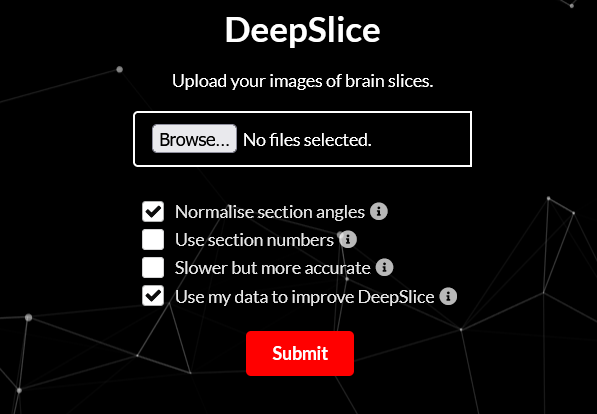 DeepSlice
Upload your images of brain slices.
Browse... No files selected.
Normalise section angles
Use section numbers
Slower but more accurate
Use my data to improve DeepSlice
Submit